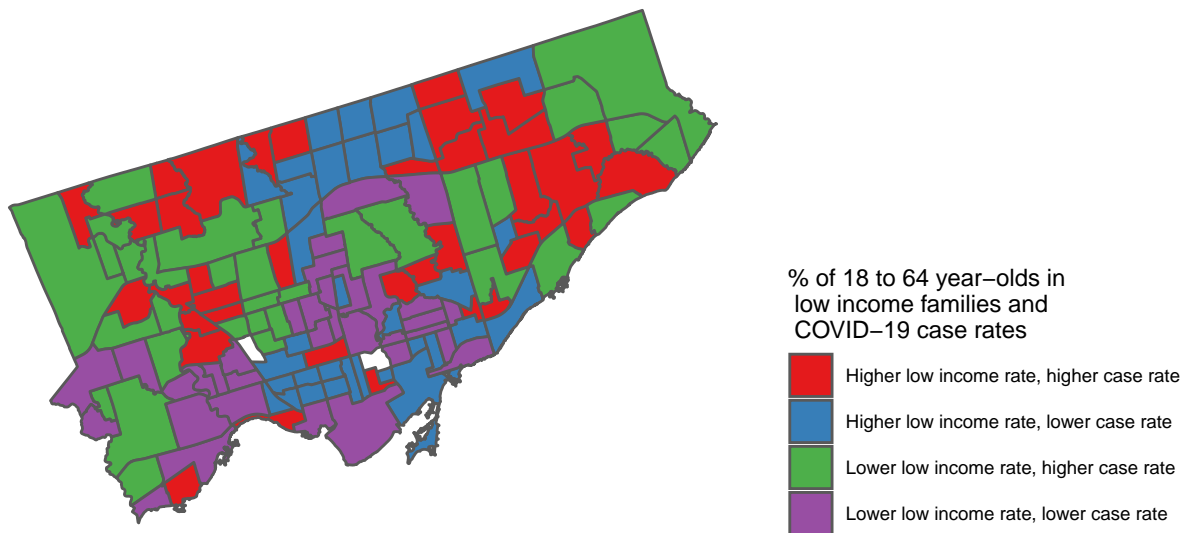 % of 18 to 64 year−olds in
low income families and
COVID−19 case rates
Higher low income rate, higher case rate
Higher low income rate, lower case rate
Lower low income rate, higher case rate
Lower low income rate, lower case rate